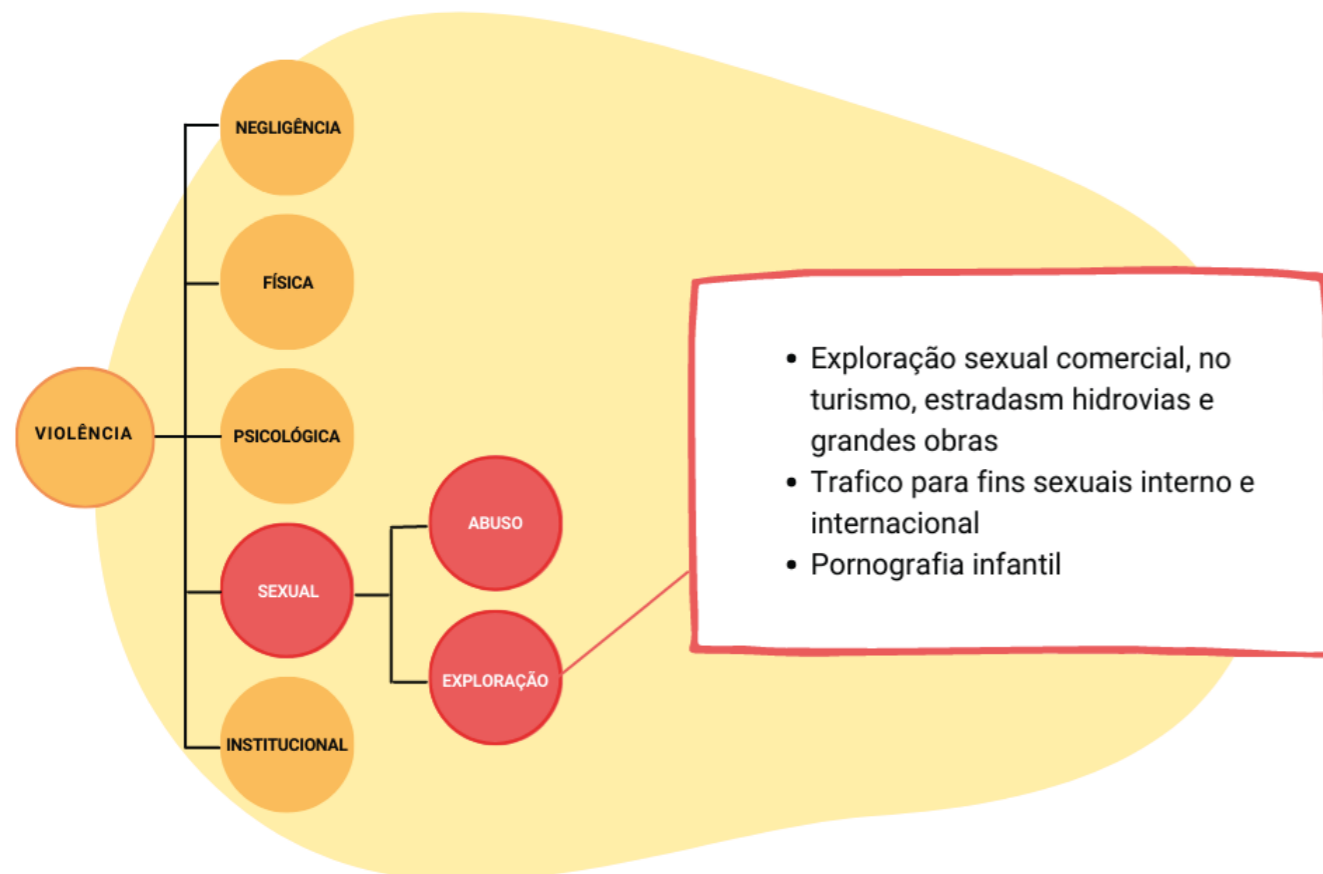 NEGLIGÊNCIA
FÍSICA
VIOLÊNCIA
PSICOLÓGICA
SEXUAL
ABUSO
EXPLORAÇÃO
INSTITUCIONAL
• Exploração sexual comercial, no
turismo, estradasm hidrovias e
grandes obras
• Trafico para fins sexuais interno e
internacional
• Pornografia infantil